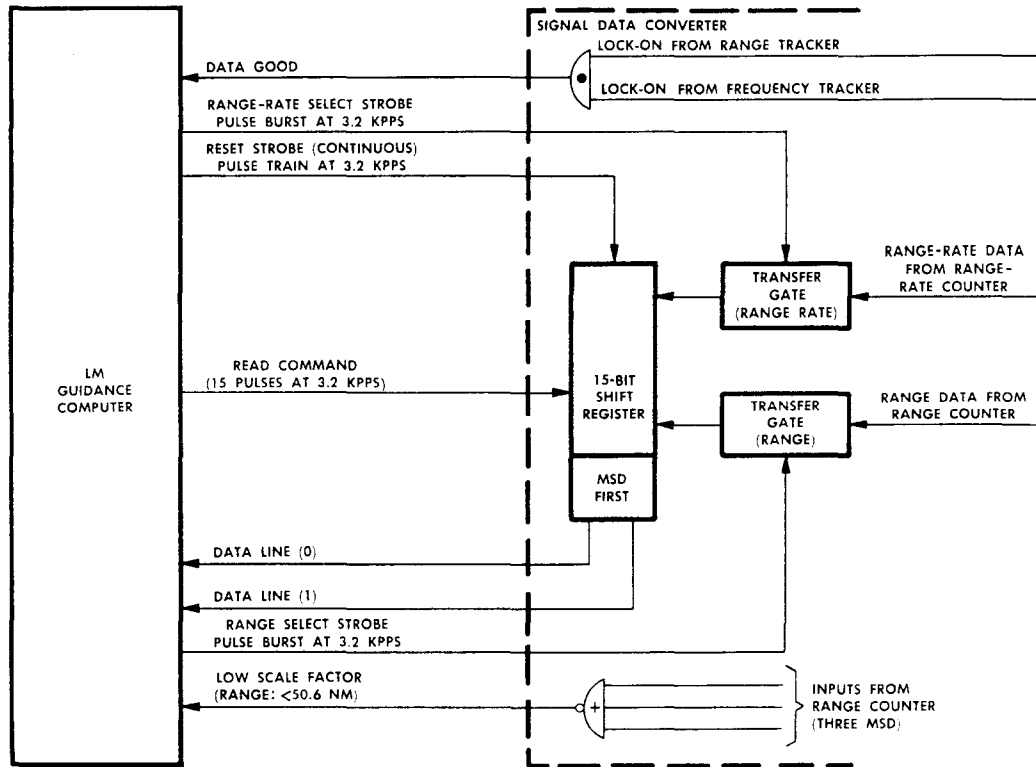 SIGNAL DATA CONVERTER
LOCK-ON FROM RANGE TRACKER
DATA GOOD
LOCK-ON FROM FREQUENCY TRACKER
RANGE-RATE SELECT STROBE
PULSE BURST AT 3.2 KPPS
RESET STROBE (CONTINUOUS)
PULSE TRAIN AT 3.2 KPPS
TRANSFER
GATE
(RANGE RATE)
RANGE-RATE DATA
FROM RANGE-
RATE COUNTER
LM
GUIDANCE
COMPUTER
READ COMMAND
(15 PULSES AT 3.2 KPPS)
15-BIT
SHIFT
REGISTER
TRANSFER
GATE
(RANGE)
RANGE DATA FROM
RANGE COUNTER
MSD
FIRST
DATA LINE (0)
DATA LINE (1)
RANGE SELECT STROBE
PULSE BURST AT 3.2 KPPS
LOW SCALE FACTOR
(RANGE: <50.6 NM)
+
INPUTS FROM
RANGE COUNTER
(THREE MSD)